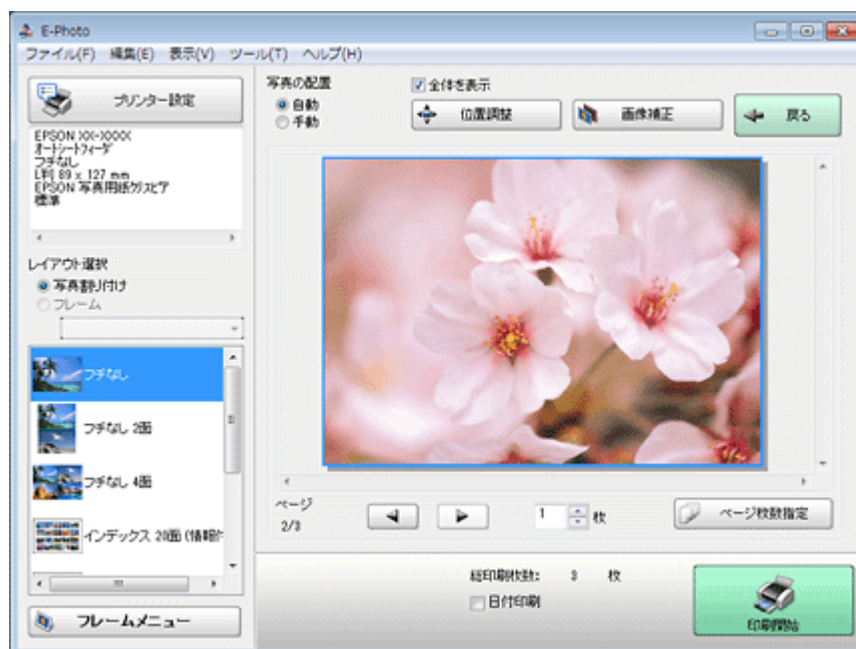 E-Photo
ファイル(F) 編集(E) 表示(V) ツール(T) ヘルプ(H)
プリンター設定
EPSON XX-XXXX
オートシートフィーダ
フチなし
L判 89 x 127 mm
EPSON 写真用紙クリスピア
標準
レイアウト選択
写真割り付け
フレーム
フチなし
フチなし 2面
フチなし 4面
インデックス 20面 (情報付
フレームメニュー
写真の配置
自動
手動
全体を表示
位置調整
画像補正
戻る
ページ
2/3
1 枚
ページ枚数指定
総印刷枚数: 3 枚
日付印刷
印刷開始